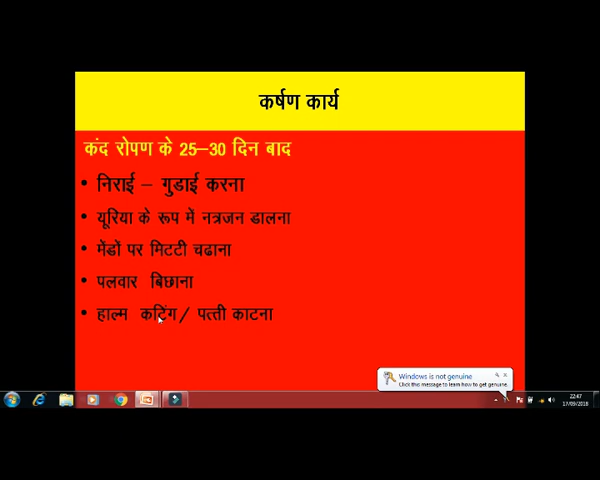 कर्षण कार्य
कंद रोपण के 25–30 दिन बाद
• निराई – गुडाई करना
• यूरिया के रूप में नत्रजन डालना
• मेंडों पर मिटटी चढाना
• पलवार बिछाना
• हाल्म कटिंग/ पत्ती काटना
Windows is not genuine
Click this message to learn how to get genuine.
22:47
17/09/2018